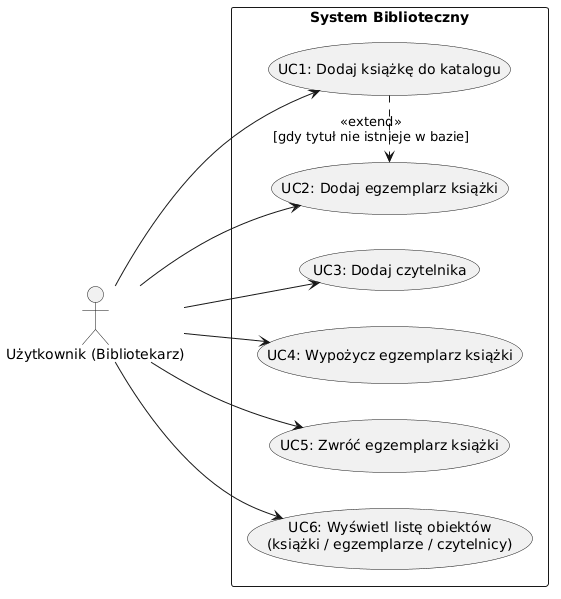 System Biblioteczny
UC1: Dodaj książkę do katalogu
«extend»
[gdy tytuł nie istnieje w bazie]
UC2: Dodaj egzemplarz książki
UC3: Dodaj czytelnika
Użytkownik (Bibliotekarz)
UC4: Wypożycz egzemplarz książki
UC5: Zwróć egzemplarz książki
UC6: Wyświetl listę obiektów
(książki / egzemplarze / czytelnicy)